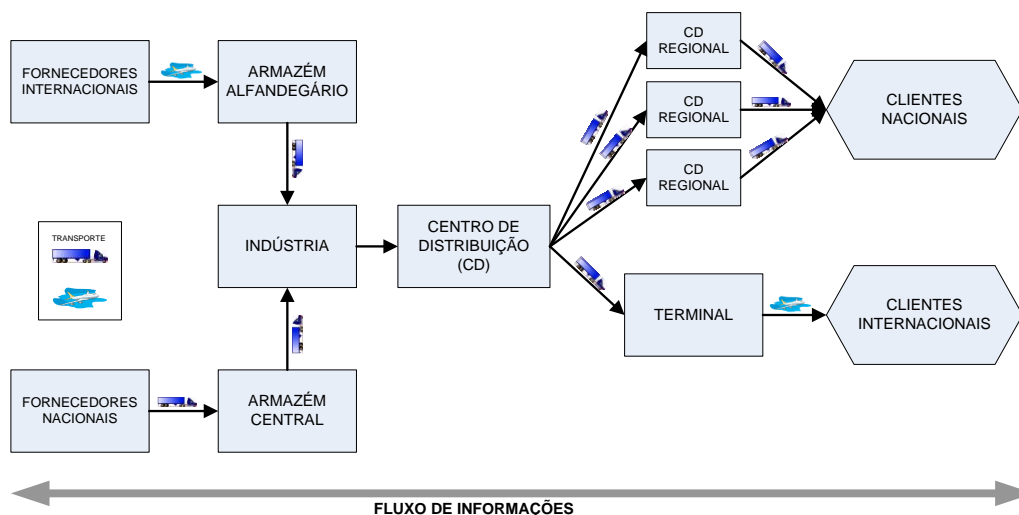 FORNECEDORES
INTERNACIONAIS
ARMAZÉM
ALFANDEGÁRIO
CD
REGIONAL
CD
REGIONAL
CD
REGIONAL
CLIENTES
NACIONAIS
TRANSPORTE
INDÚSTRIA
CENTRO DE
DISTRIBUIÇÃO
(CD)
TERMINAL
CLIENTES
INTERNACIONAIS
FORNECEDORES
NACIONAIS
ARMAZÉM
CENTRAL
FLUXO DE INFORMAÇÕES